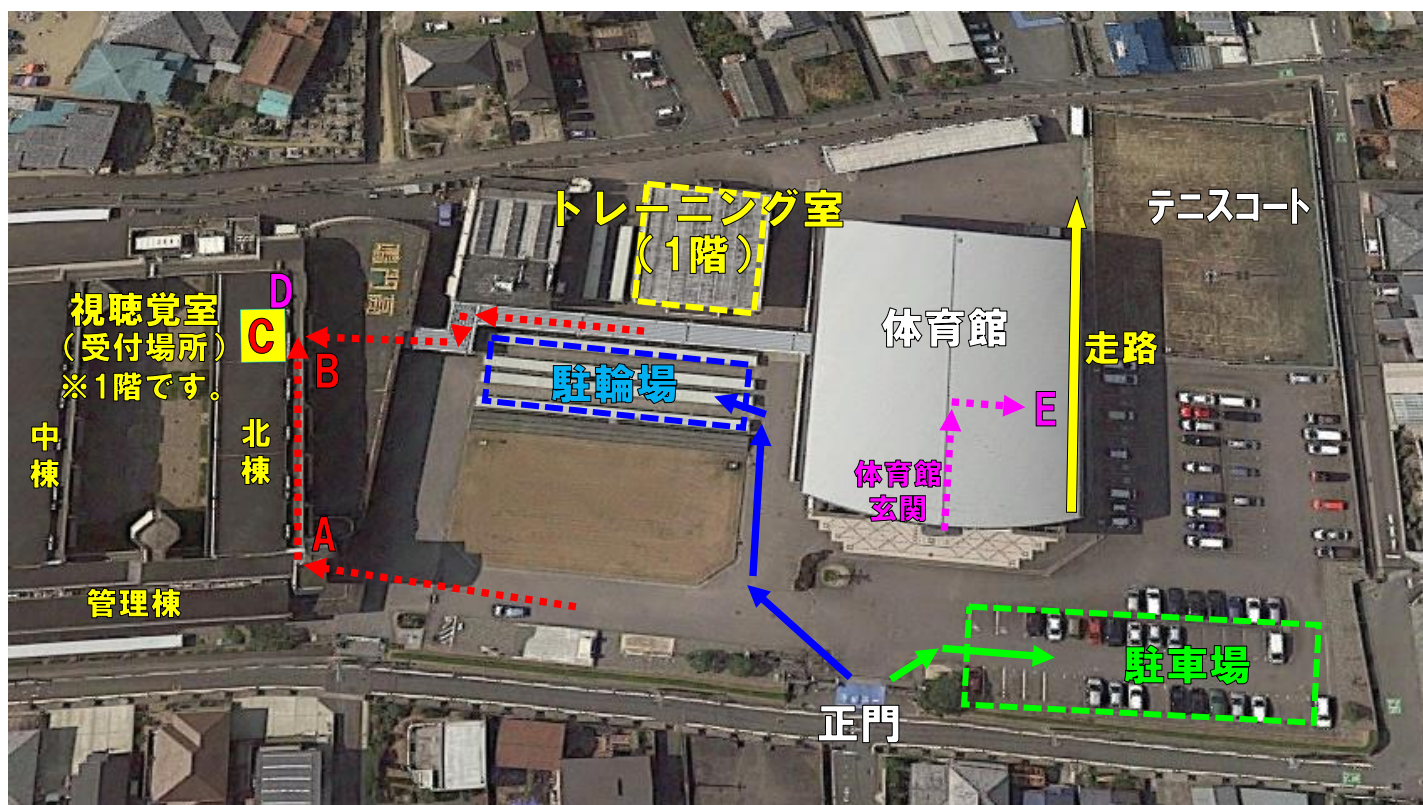 トレーニング室
（1階）
テニスコート
D
視聴覚室
（受付場所）
※1階です。
C
B
体育館
走路
駐輪場
E
中棟
北棟
体育館
玄関
A
管理棟
駐車場
正門